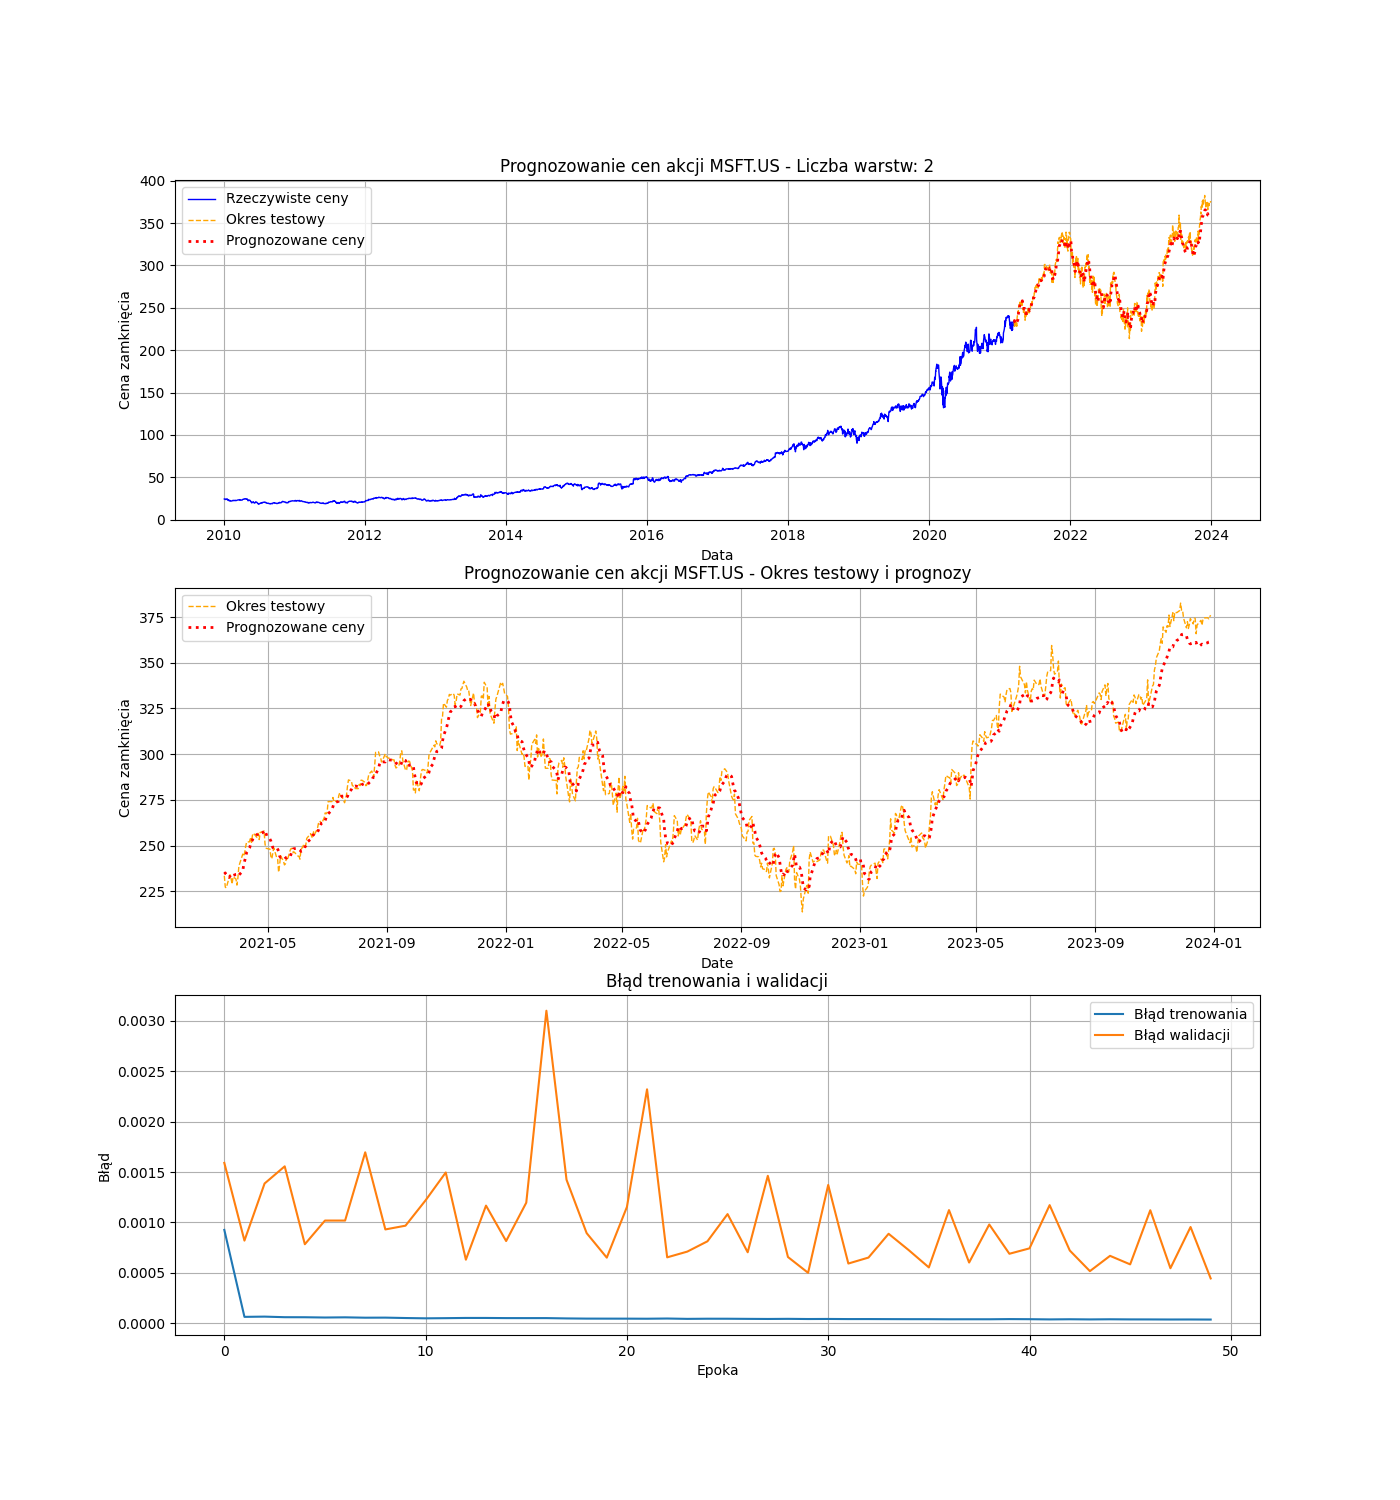 Prognozowanie cen akcji MSFT.US - Liczba warstw: 2
400
350
300
250
200
150
100
50
0
Cena zamknięcia
Rzeczywiste ceny
Okres testowy
Prognozowane ceny
2010 2012 2014 2016 2018 2020 2022 2024
Data
Prognozowanie cen akcji MSFT.US - Okres testowy i prognozy
375
350
325
300
275
250
225
Cena zamknięcia
Okres testowy
Prognozowane ceny
2021-05 2021-09 2022-01 2022-05 2022-09 2023-01 2023-05 2023-09 2024-01
Date
Błąd trenowania i walidacji
0.0030
0.0025
0.0020
0.0015
0.0010
0.0005
0.0000
Błąd
Błąd trenowania
Błąd walidacji
0 10 20 30 40 50
Epoka